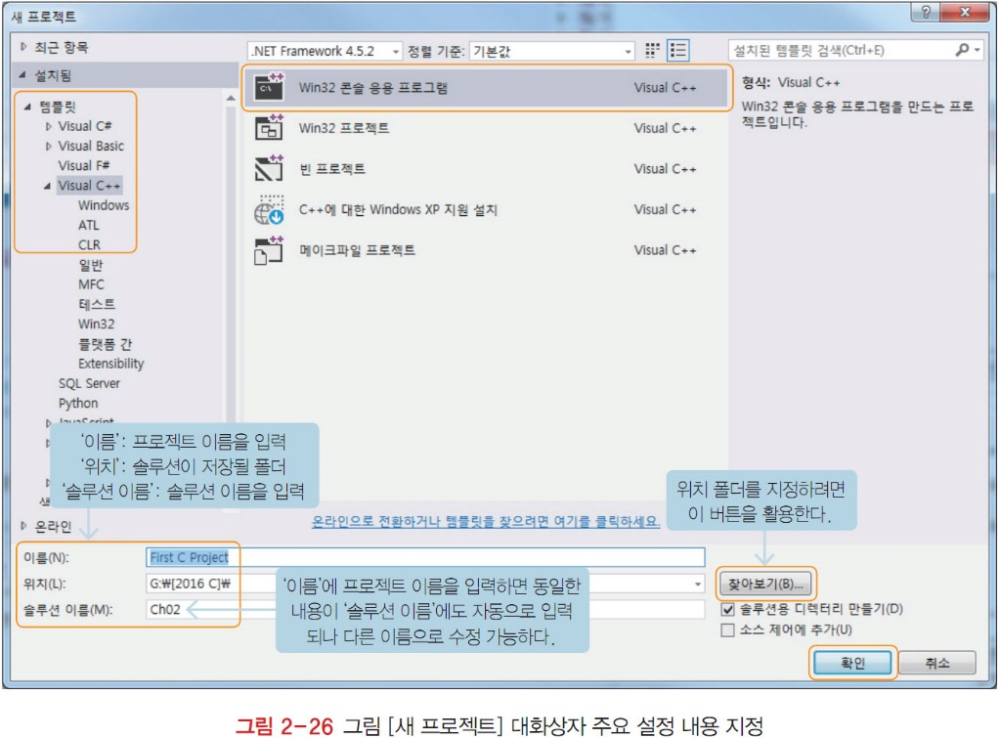 새 프로젝트
최근 항목
.NET Framework 4.5.2 정렬 기준: 기본값
설치된 템플릿 검색(Ctrl+E)
설치됨
템플릿
Visual C#
Visual Basic
Visual F#
Visual C++
Windows
ATL
CLR
일반
MFC
테스트
Win32
플랫폼 간
Extensibility
SQL Server
Python
JavaScript
온라인
Win32 콘솔 응용 프로그램 Visual C++
Win32 프로젝트 Visual C++
빈 프로젝트 Visual C++
C++에 대한 Windows XP 지원 설치 Visual C++
메이크파일 프로젝트 Visual C++
형식: Visual C++
Win32 콘솔 응용 프로그램을 만드는 프로
젝트입니다.
‘이름’: 프로젝트 이름을 입력
‘위치’: 솔루션이 저장될 폴더
‘솔루션 이름’: 솔루션 이름을 입력
위치 폴더를 지정하려면
이 버튼을 활용한다.
온라인으로 전환하거나 템플릿을 찾으려면 여기를 클릭하세요.
이름(N): First C Project
위치(L): G:₩[2016 C]₩
찾아보기(B)...
솔루션 이름(M): Ch02
‘이름’에 프로젝트 이름을 입력하면 동일한
내용이 ‘솔루션 이름’에도 자동으로 입력
되나 다른 이름으로 수정 가능하다.
솔루션용 디렉터리 만들기(D)
소스 제어에 추가(U)
확인 취소
그림 2-26 그림 [새 프로젝트] 대화상자 주요 설정 내용 지정